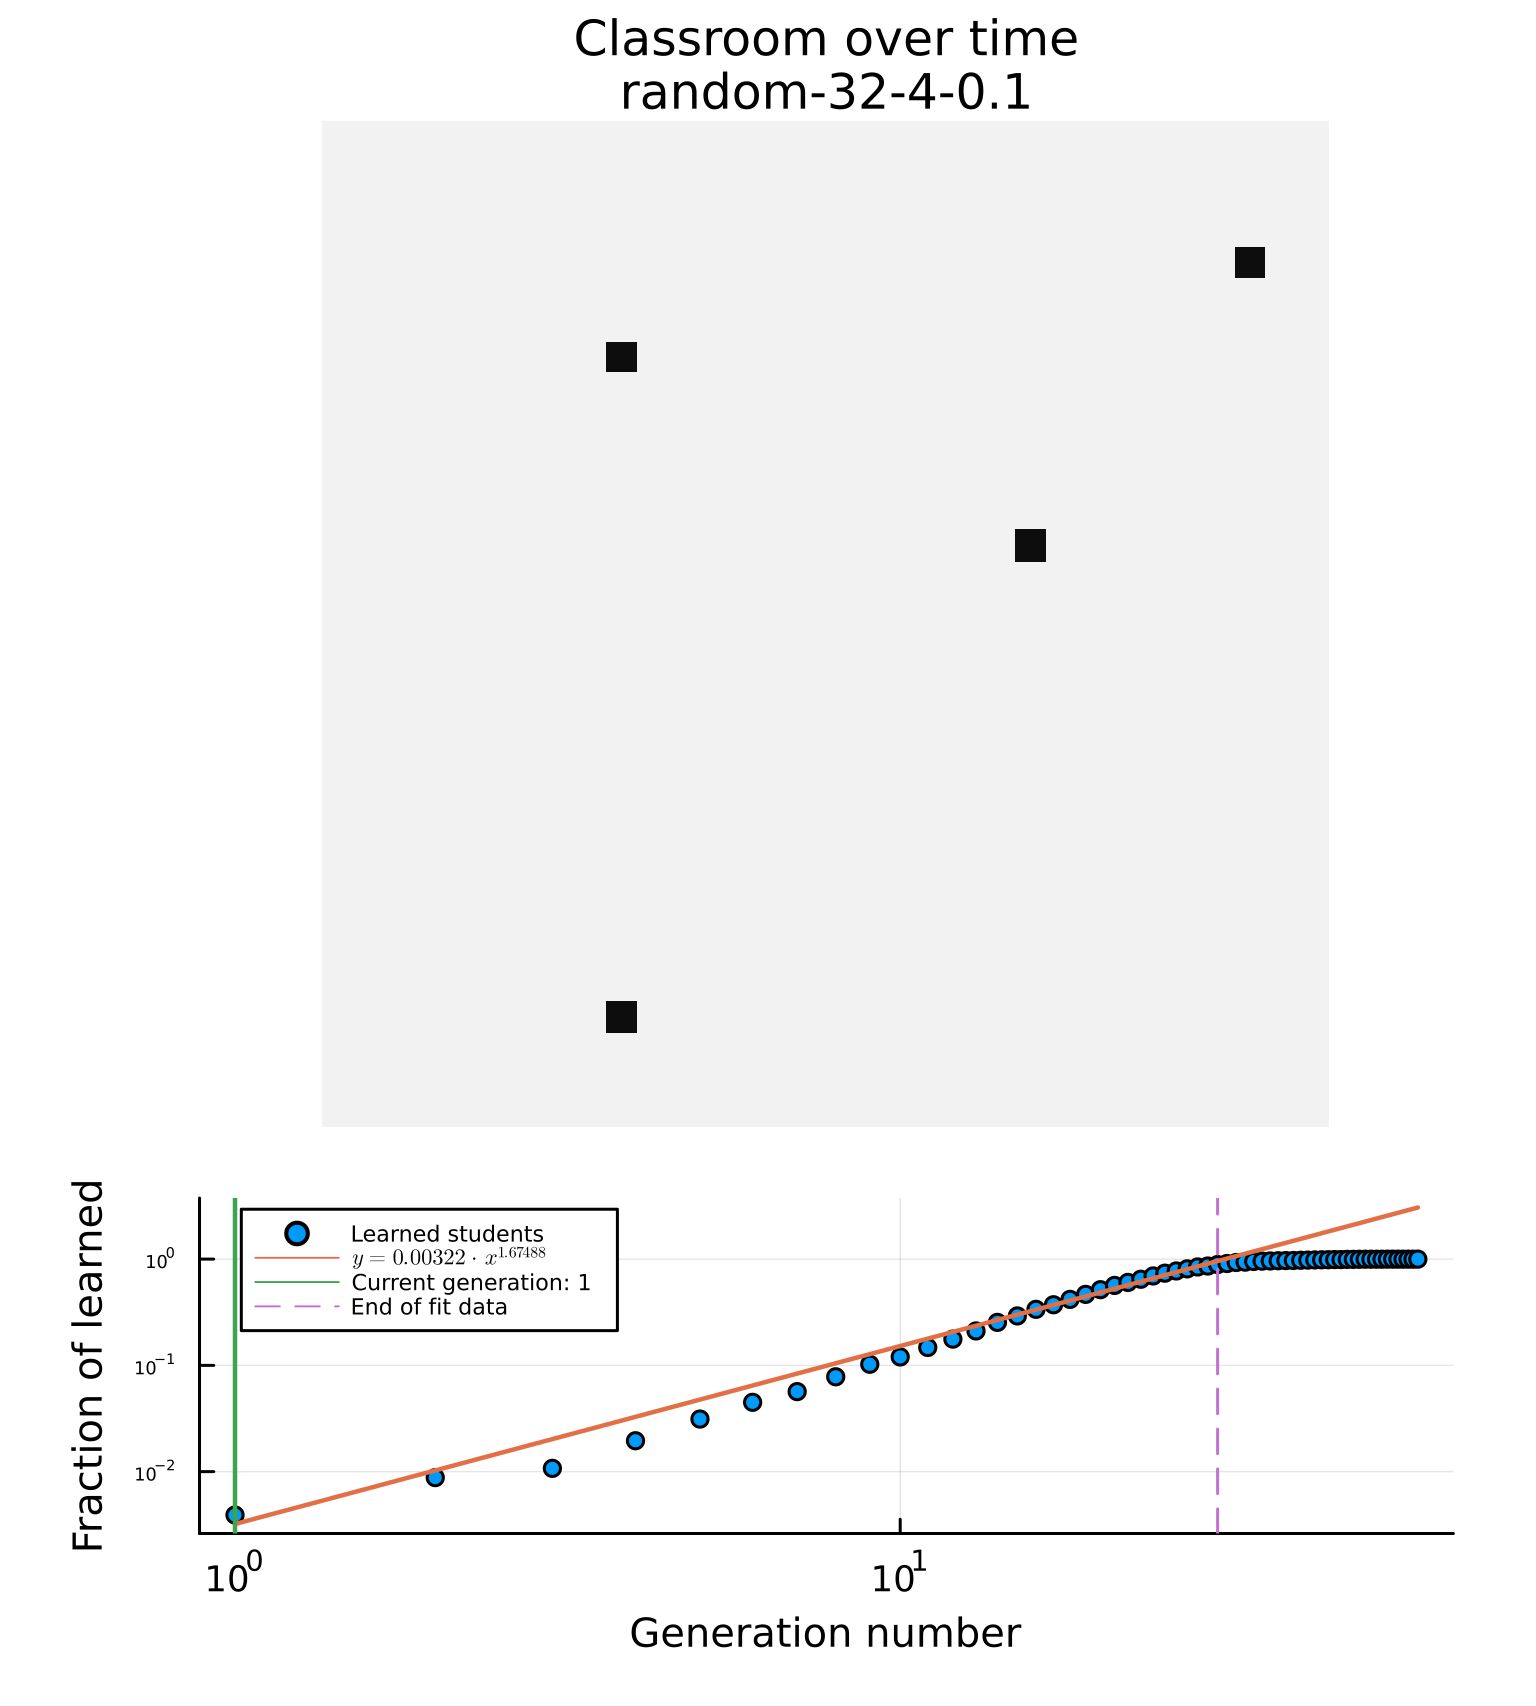 Classroom over time
random-32-4-0.1
Fraction of learned
Learned students
y = 0.00322 · x^1.67488
Current generation: 1
End of fit data
10^0
10^-1
10^-2
10^0
10^1
Generation number